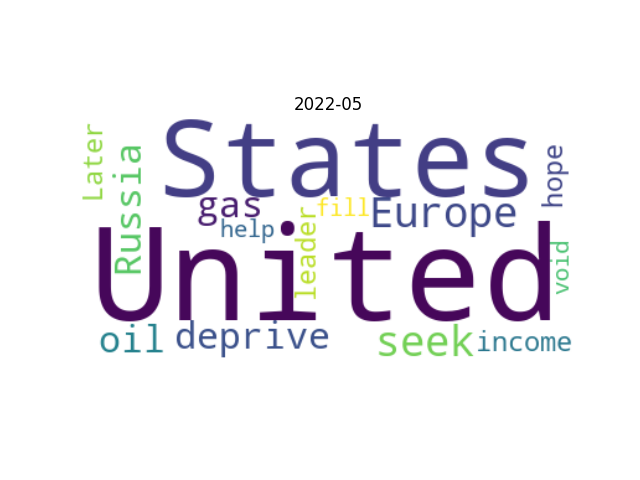 2022-05
States
Later
Russia
hope
gas
fill
Europe
help
leader
United
void
oil
deprive
seek
income